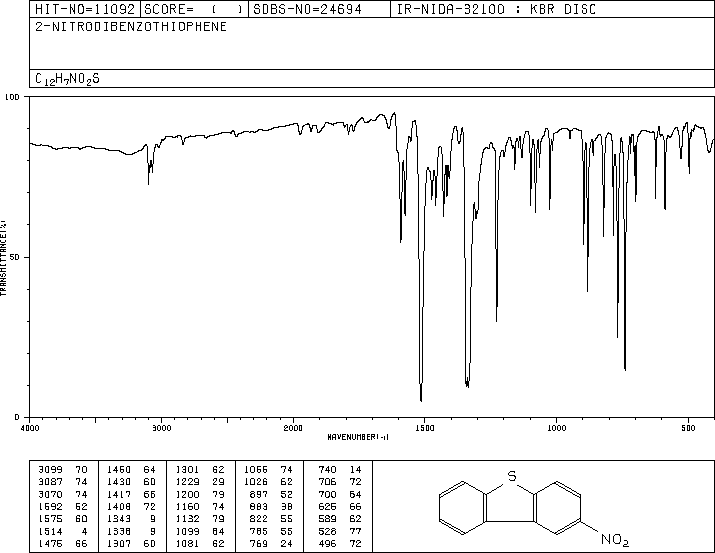 HIT-NO=11092 SCORE= ( ) SDBS-NO=24694 IR-NIDA-32100 : KBR DISC
2-NITRODIBENZOTHIOPHENE
C12H7NO2S
100
50
0
TRANSMITTANCE(%)
4000 3000 2000 1500 1000 500
WAVENUMBER(-1)
3099 70 1460 64 1301 62 1066 74 740 14
3087 74 1430 60 1229 29 1026 62 706 72
3070 74 1417 66 1200 79 897 52 700 64
1592 52 1408 72 1160 74 883 38 625 66
1575 60 1343 9 1132 79 822 55 589 62
1514 4 1338 9 1099 84 785 55 528 77
1475 66 1307 60 1081 62 769 24 496 72
S
NO2